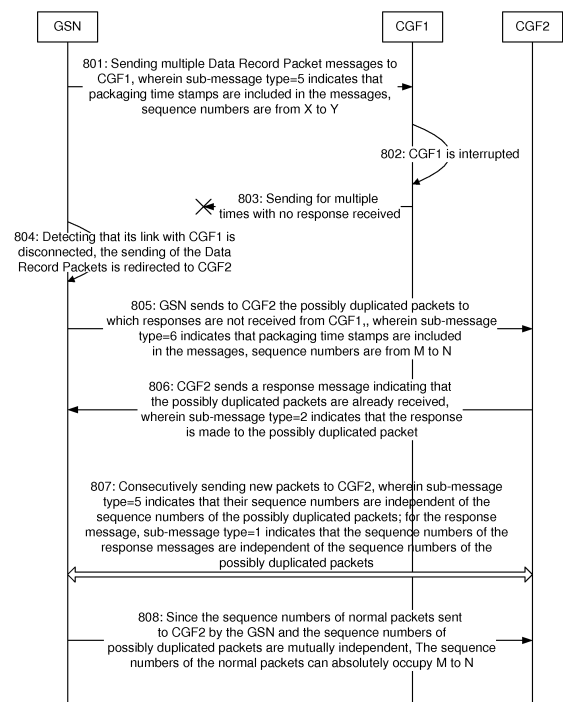 GSN
CGF1
CGF2
801: Sending multiple Data Record Packet messages to
CGF1, wherein sub-message type=5 indicates that
packaging time stamps are included in the messages,
sequence numbers are from X to Y
802: CGF1 is interrupted
803: Sending for multiple
times with no response received
804: Detecting that its link with CGF1 is
disconnected, the sending of the Data
Record Packets is redirected to CGF2
805: GSN sends to CGF2 the possibly duplicated packets to
which responses are not received from CGF1,, wherein sub-message
type=6 indicates that packaging time stamps are included
in the messages, sequence numbers are from M to N
806: CGF2 sends a response message indicating that
the possibly duplicated packets are already received,
wherein sub-message type=2 indicates that the response
is made to the possibly duplicated packet
807: Consecutively sending new packets to CGF2, wherein sub-message
type=5 indicates that their sequence numbers are independent of the
sequence numbers of the possibly duplicated packets; for the response
message, sub-message type=1 indicates that the sequence numbers of the
response messages are independent of the sequence numbers of the
possibly duplicated packets
808: Since the sequence numbers of normal packets sent
to CGF2 by the GSN and the sequence numbers of
possibly duplicated packets are mutually independent, The sequence
numbers of the normal packets can absolutely occupy M to N